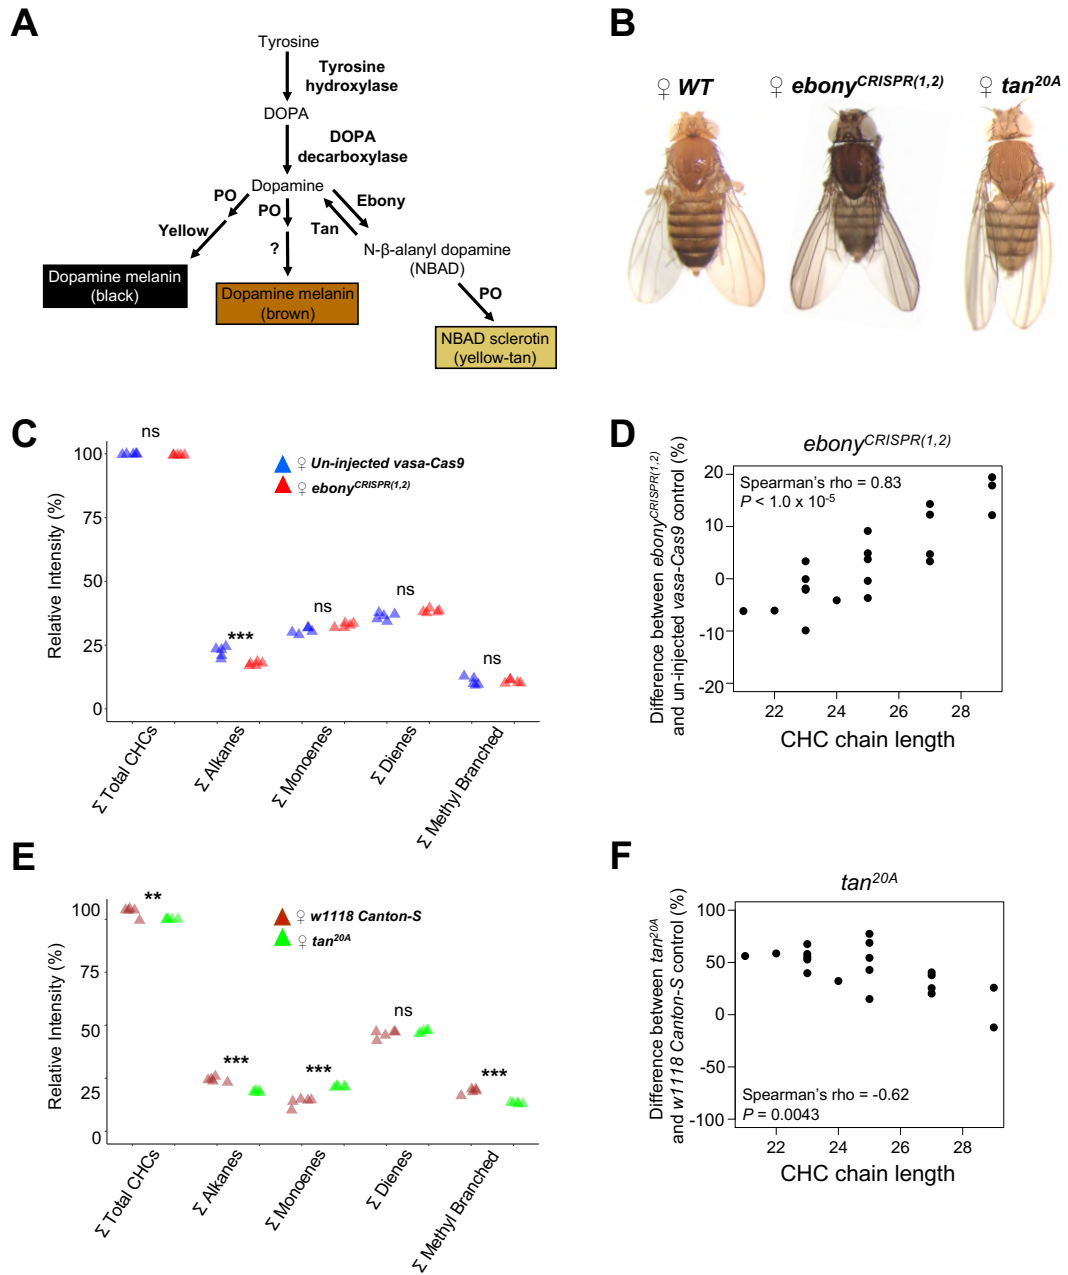 A
Tyrosine
Tyrosine
hydroxylase
DOPA
DOPA
decarboxylase
Dopamine
PO
PO
Ebony
Yellow
?
Tan
N-β-alanyl dopamine
(NBAD)
PO
Dopamine melanin
(black)
Dopamine melanin
(brown)
NBAD sclerotin
(yellow-tan)
B
♀ WT
♀ ebonyCRISPR(1,2)
♀ tan20A
C
Relative Intensity (%)
100
75
50
25
0
ns
***
ns
ns
ns
♀ Un-injected vasa-Cas9
♀ ebonyCRISPR(1,2)
Σ Total CHCs
Σ Alkanes
Σ Monoenes
Σ Dienes
Σ Methyl Branched
D
ebonyCRISPR(1,2)
Difference between ebonyCRISPR(1,2)
and un-injected vasa-Cas9 control (%)
Spearman's rho = 0.83
P < 1.0 x 10-5
20
10
0
-10
-20
22 24 26 28
CHC chain length
E
Relative Intensity (%)
100
75
50
25
0
**
***
***
ns
***
♀ w1118 Canton-S
♀ tan20A
Σ Total CHCs
Σ Alkanes
Σ Monoenes
Σ Dienes
Σ Methyl Branched
F
tan20A
Difference between tan20A
and w1118 Canton-S control (%)
100
50
0
-50
-100
Spearman's rho = -0.62
P = 0.0043
22 24 26 28
CHC chain length